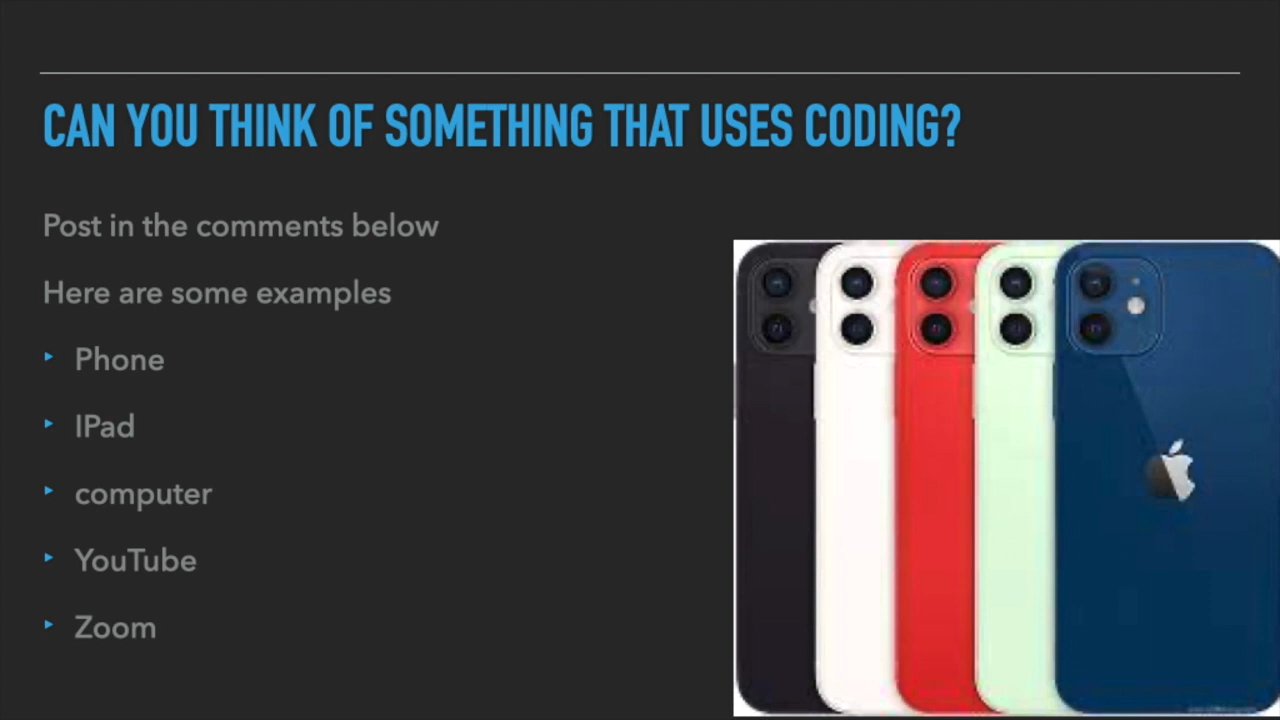 CAN YOU THINK OF SOMETHING THAT USES CODING?
Post in the comments below
Here are some examples
Phone
IPad
computer
YouTube
Zoom